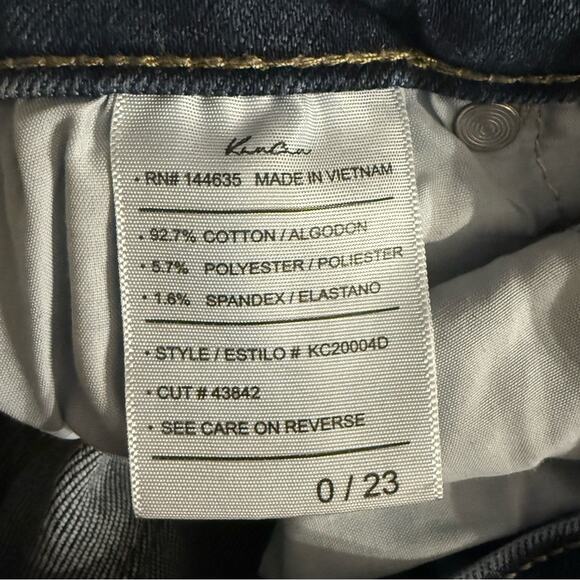 KanCan
• RN# 144635 MADE IN VIETNAM
• 92.7% COTTON / ALGODON
• 5.7% POLYESTER / POLIESTER
• 1.6% SPANDEX / ELASTANO
• STYLE / ESTILO # KC20004D
• CUT # 43842
• SEE CARE ON REVERSE
0 / 23